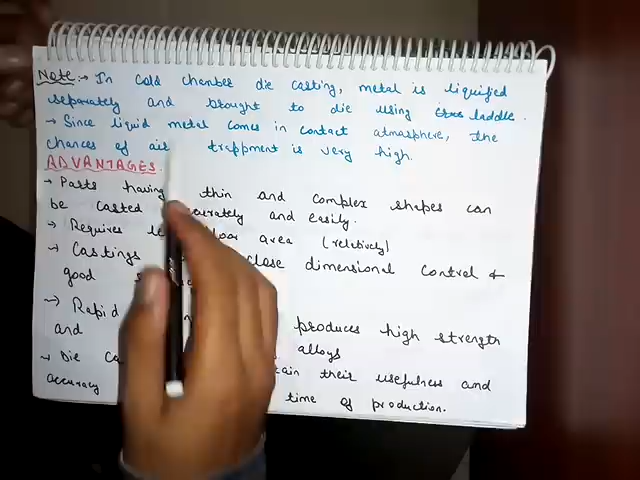 Note:→ In cold chamber die casting, metal is liquified
separately and brought to die using laddle.
→ Since liquid metal comes in contact atmosphere, the
chances of air trappment is very high.
ADVANTAGES.
→ Parts having thin and complex shapes can
be casted and easily.
→ Requires area (reletively)
→ Castings close dimensional control +
good
→ Rapid produces high strength
and alloys
→ Die their usefulness and
accuracy time of production.